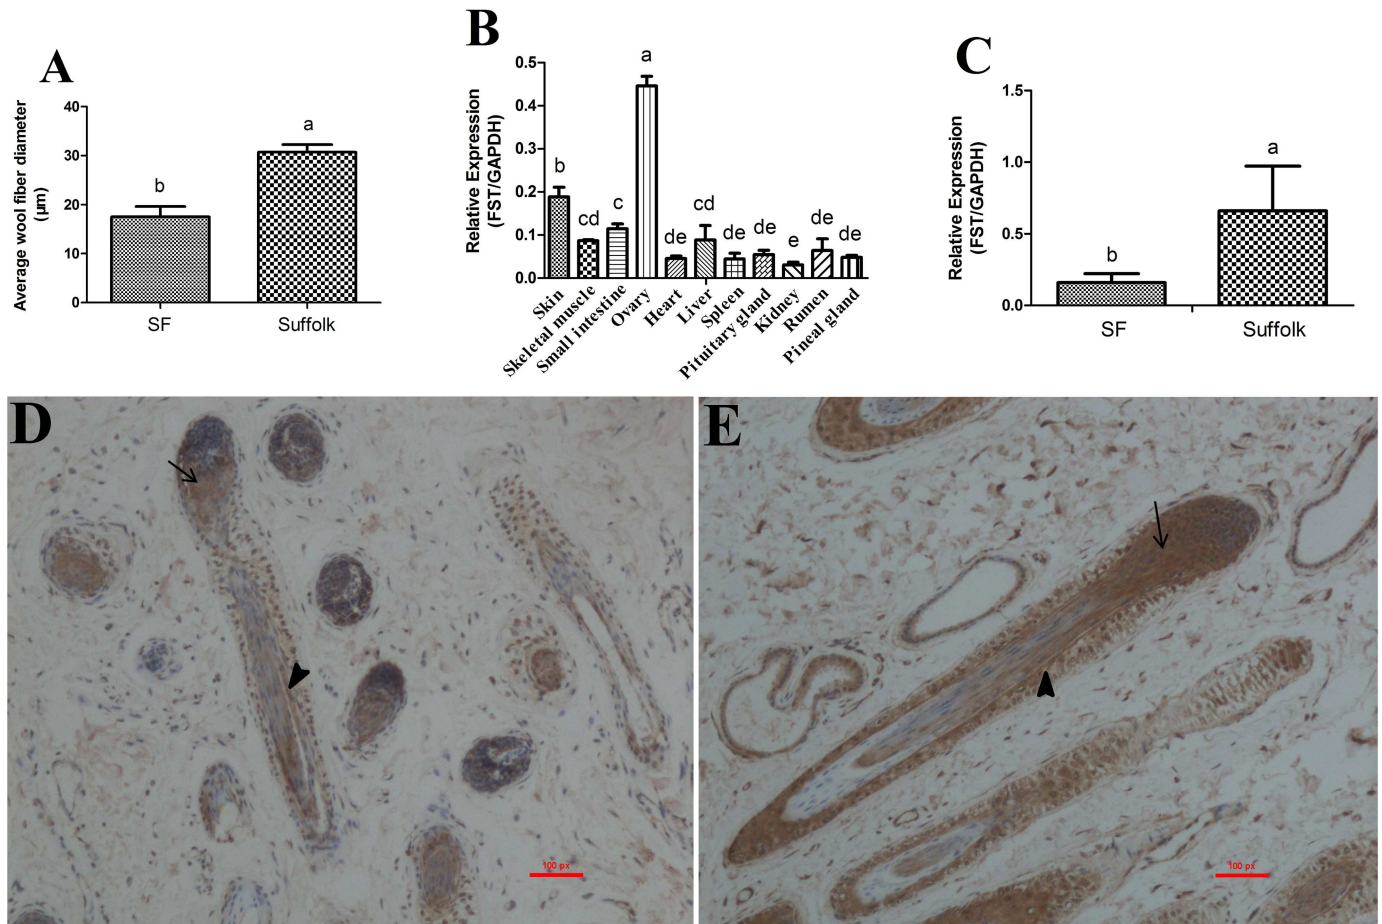 A
Average wool fiber diameter
(µm)
40
30
20
10
0
b
a
SF
Suffolk
B
Relative Expression
(FST/GAPDH)
0.5
0.4
0.3
0.2
0.1
0.0
b
cd
c
a
de
cd
de
de
e
de
de
Skin
Skeletal muscle
Small intestine
Ovary
Heart
Liver
Spleen
Pituitary gland
Kidney
Rumen
Pineal gland
C
Relative Expression
(FST/GAPDH)
1.5
1.0
0.5
0.0
b
a
SF
Suffolk
D
100 px
E
100 px